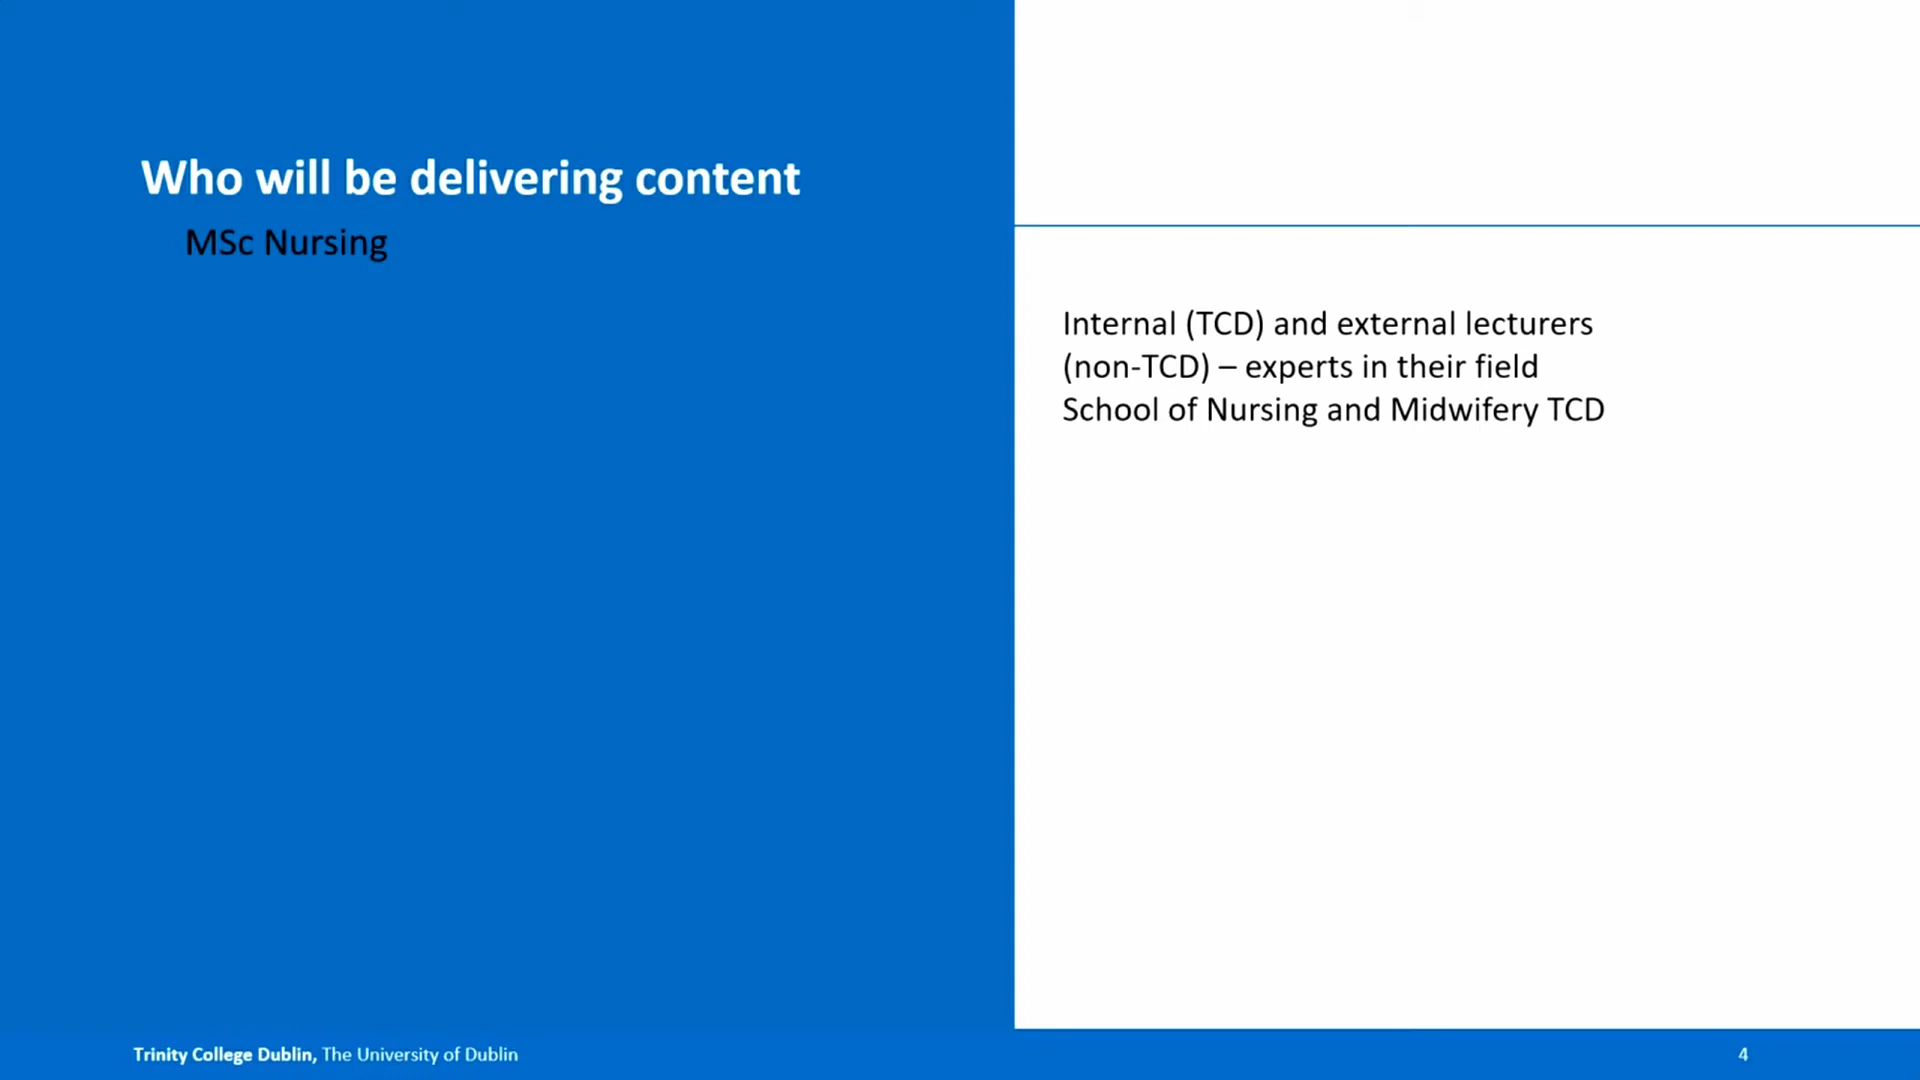 Who will be delivering content
MSc Nursing
Internal (TCD) and external lecturers
(non-TCD) – experts in their field
School of Nursing and Midwifery TCD
Trinity College Dublin, The University of Dublin
4